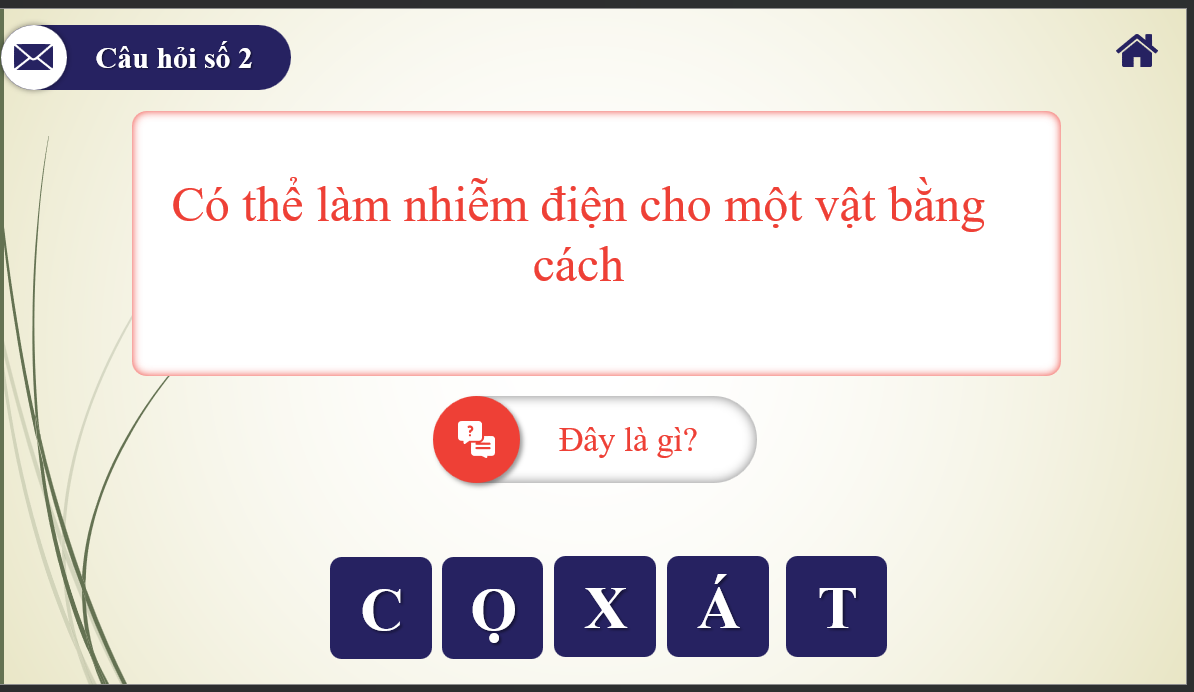 Câu hỏi số 2
Có thể làm nhiễm điện cho một vật bằng
cách
?
Đây là gì?
C Ọ X Á T